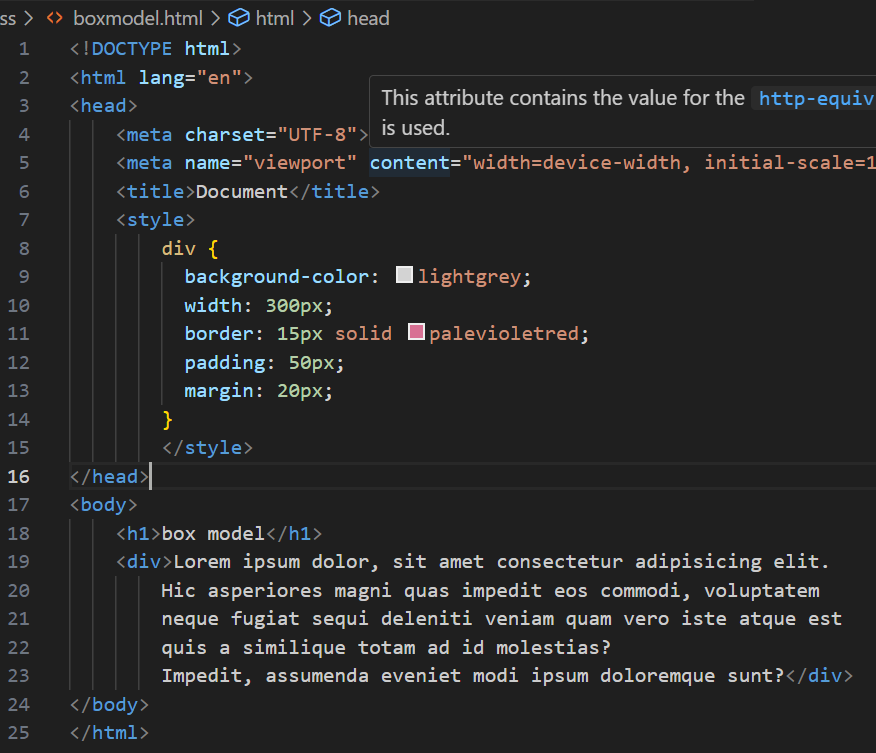 ss > <> boxmodel.html > html > head
1 <!DOCTYPE html>
2 <html lang="en">
3 <head>
This attribute contains the value for the http-equiv
is used.
4     <meta charset="UTF-8">
5     <meta name="viewport" content="width=device-width, initial-scale=1
6     <title>Document</title>
7     <style>
8         div {
9           background-color: lightgrey;
10           width: 300px;
11           border: 15px solid palevioletred;
12           padding: 50px;
13           margin: 20px;
14         }
15         </style>
16 </head>
17 <body>
18     <h1>box model</h1>
19     <div>Lorem ipsum dolor, sit amet consectetur adipisicing elit.
20         Hic asperiores magni quas impedit eos commodi, voluptatem
21         neque fugiat sequi deleniti veniam quam vero iste atque est
22         quis a similique totam ad id molestias?
23         Impedit, assumenda eveniet modi ipsum doloremque sunt?</div>
24 </body>
25 </html>